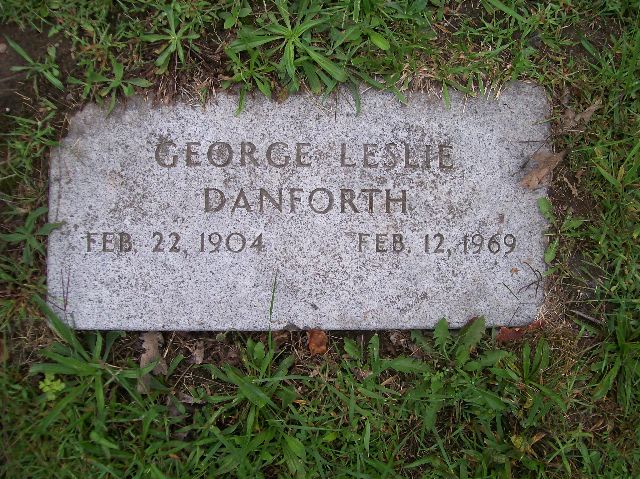 GEORGE LESLIE
DANFORTH
FEB. 22, 1904 FEB. 12, 1969